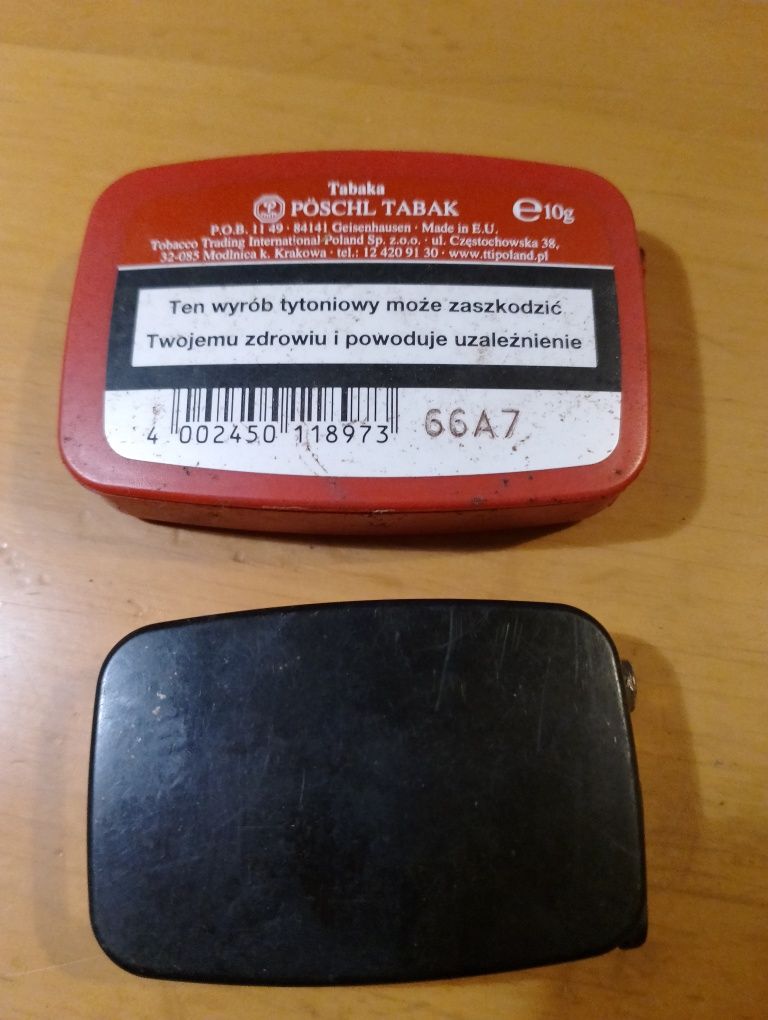 Tabaka
PÖSCHL TABAK
e10g
P.O.B. 11 49 · 84141 Geisenhausen · Made in E.U.
Tobacco Trading International Poland Sp. z.o.o. · ul. Częstochowska 38,
32-085 Modlnica k. Krakowa · tel.: 12 420 91 30 · www.ttipoland.pl
Ten wyrób tytoniowy może zaszkodzić
Twojemu zdrowiu i powoduje uzależnienie
4 002450 118973
66A7